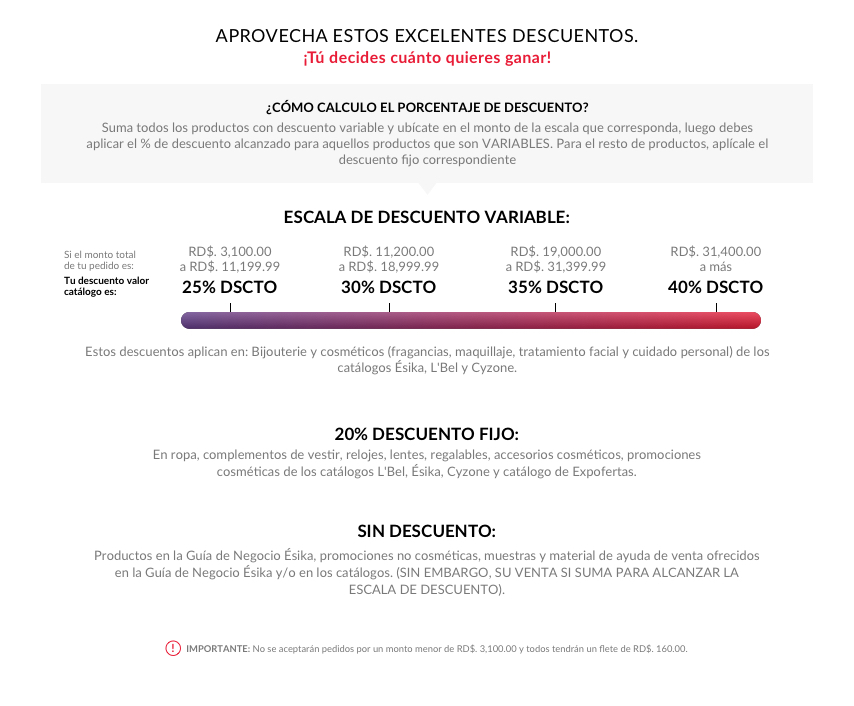 APROVECHA ESTOS EXCELENTES DESCUENTOS.
¡Tú decides cuánto quieres ganar!
¿CÓMO CALCULO EL PORCENTAJE DE DESCUENTO?
Suma todos los productos con descuento variable y ubícate en el monto de la escala que corresponda, luego debes
aplicar el % de descuento alcanzado para aquellos productos que son VARIABLES. Para el resto de productos, aplícale el
descuento fijo correspondiente
ESCALA DE DESCUENTO VARIABLE:
Si el monto total
de tu pedido es:
RD$. 3,100.00
a RD$. 11,199.99
RD$. 11,200.00
a RD$. 18,999.99
RD$. 19,000.00
a RD$. 31,399.99
RD$. 31,400.00
a más
Tu descuento valor
catálogo es:
25% DSCTO
30% DSCTO
35% DSCTO
40% DSCTO
Estos descuentos aplican en: Bijouterie y cosméticos (fragancias, maquillaje, tratamiento facial y cuidado personal) de los
catálogos Ésika, L'Bel y Cyzone.
20% DESCUENTO FIJO:
En ropa, complementos de vestir, relojes, lentes, regalables, accesorios cosméticos, promociones
cosméticas de los catálogos L'Bel, Ésika, Cyzone y catálogo de Expofertas.
SIN DESCUENTO:
Productos en la Guía de Negocio Ésika, promociones no cosméticas, muestras y material de ayuda de venta ofrecidos
en la Guía de Negocio Ésika y/o en los catálogos. (SIN EMBARGO, SU VENTA SI SUMA PARA ALCANZAR LA
ESCALA DE DESCUENTO).
! IMPORTANTE: No se aceptarán pedidos por un monto menor de RD$. 3,100.00 y todos tendrán un flete de RD$. 160.00.